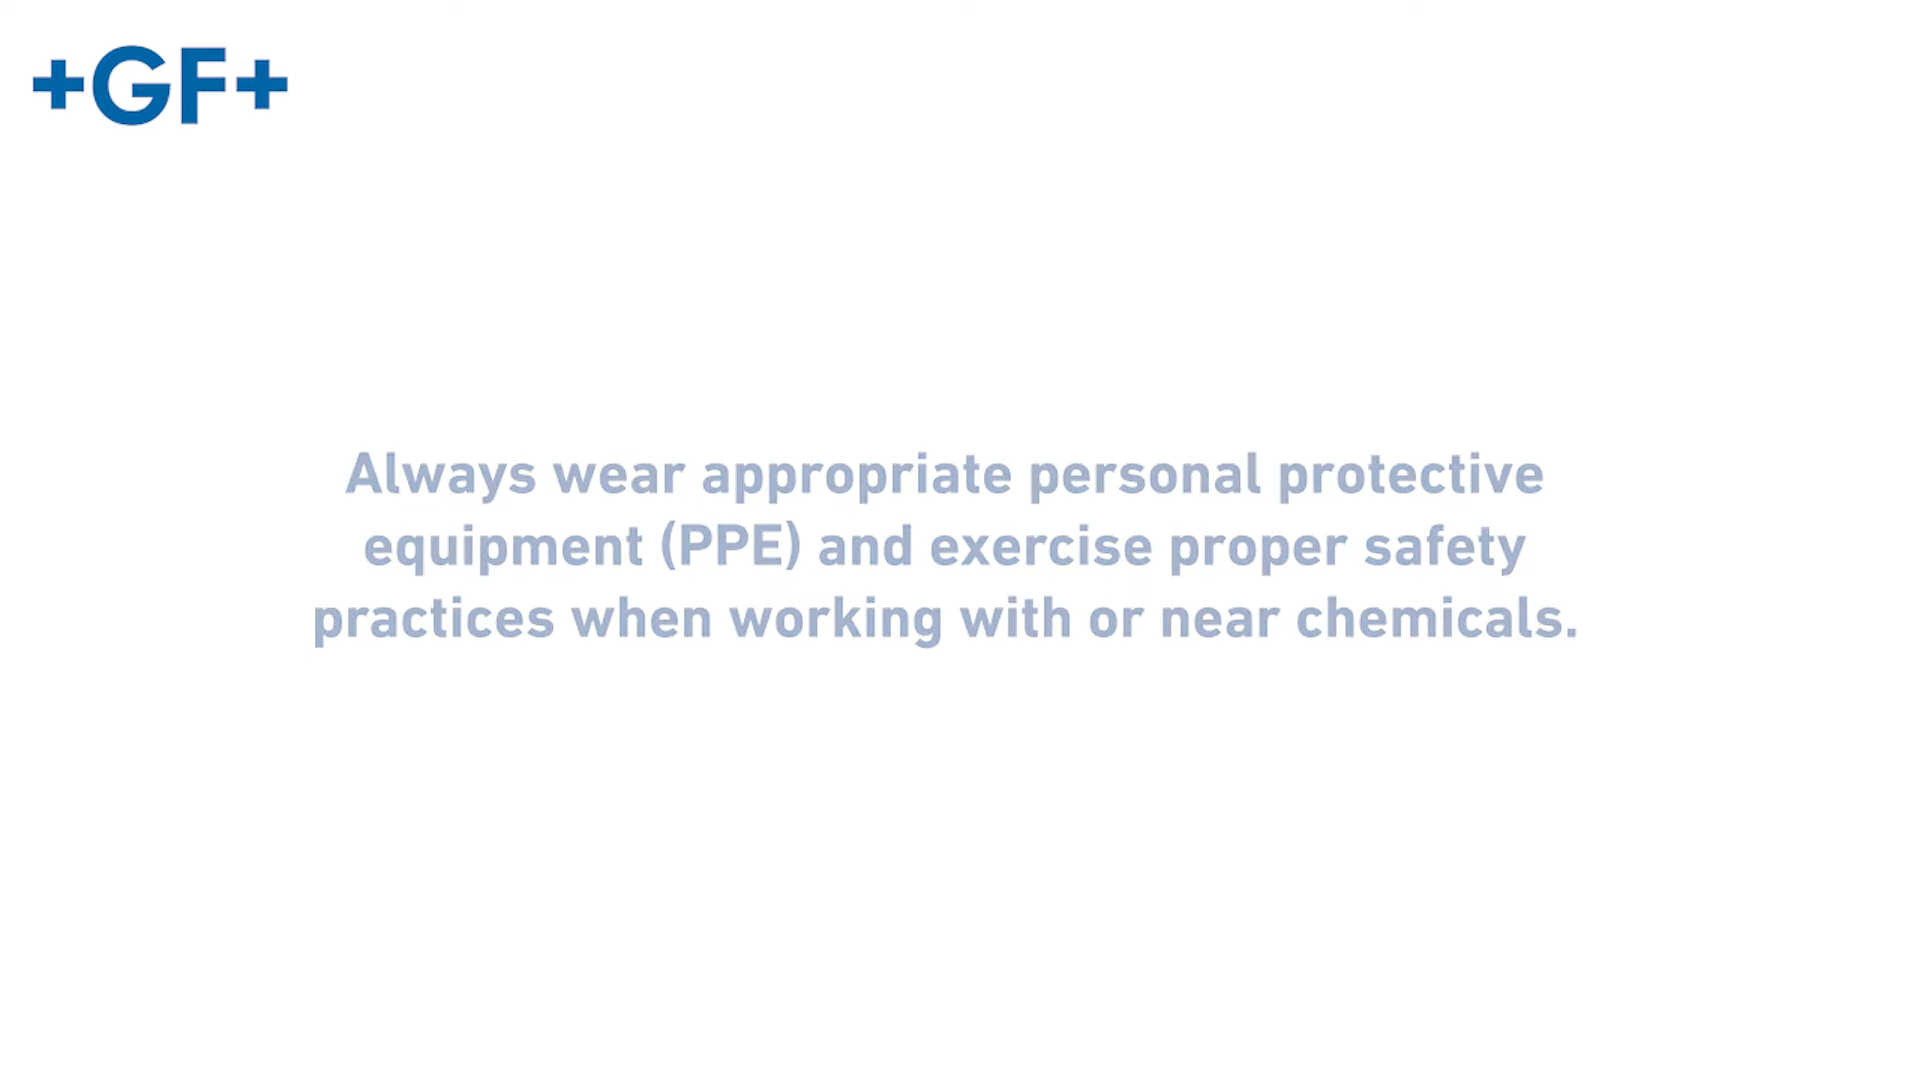 +GF+
Always wear appropriate personal protective
equipment (PPE) and exercise proper safety
practices when working with or near chemicals.